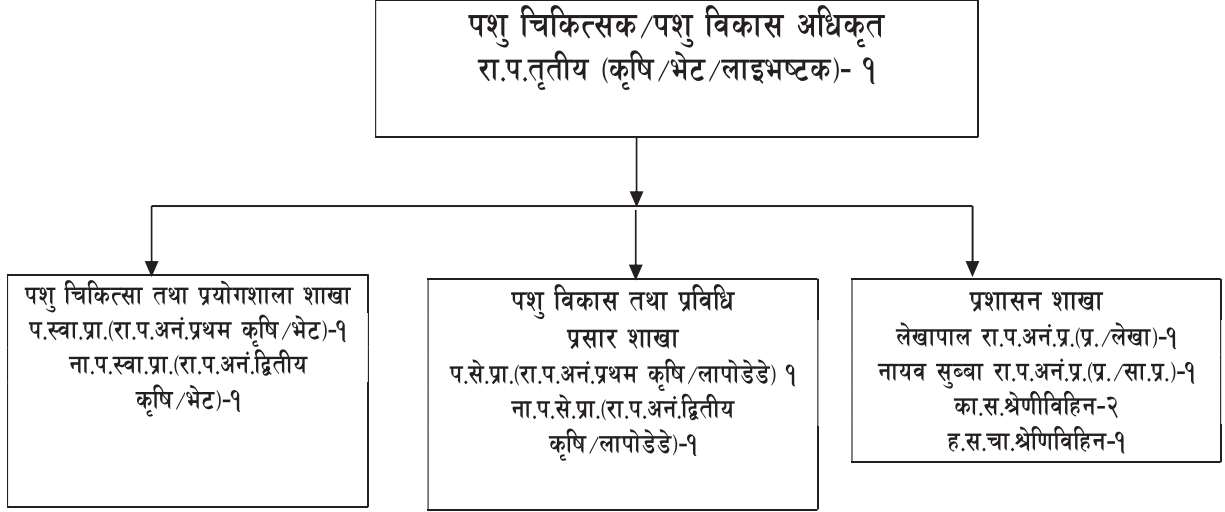 पशु चिकित्सक/पशु विकास अधिकृत
रा.प.तृतीय (कृषि/भेट/लाइभष्टक)- १
पशु चिकित्सा तथा प्रयोगशाला शाखा
प.स्वा.प्रा.(रा.प.अनं.प्रथम कृषि/भेट)-१
ना.प.स्वा.प्रा.(रा.प.अनं.द्वितीय
कृषि/भेट)-१
पशु विकास तथा प्रविधि
प्रसार शाखा
प.से.प्रा.(रा.प.अनं.प्रथम कृषि/लापोडेडे) १
ना.प.से.प्रा.(रा.प.अनं.द्वितीय
कृषि/लापोडेडे)-१
प्रशासन शाखा
लेखापाल रा.प.अनं.प्र.(प्र./लेखा)-१
नायव सुब्बा रा.प.अनं.प्र.(प्र./सा.प्र.)-१
का.स.श्रेणीविहिन-२
ह.स.चा.श्रेणिविहिन-१